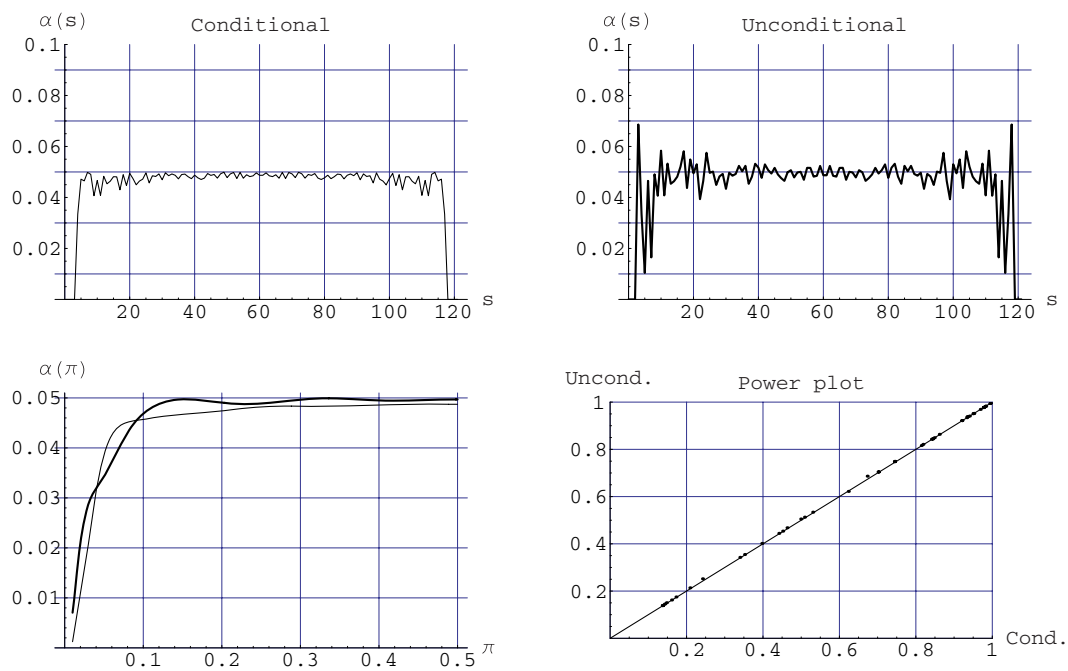 α(s) Conditional
0.1
0.08
0.06
0.04
0.02
20 40 60 80 100 120 s
α(s) Unconditional
0.1
0.08
0.06
0.04
0.02
20 40 60 80 100 120 s
α(π)
0.05
0.04
0.03
0.02
0.01
0.1 0.2 0.3 0.4 0.5 π
Uncond. Power plot
1
0.8
0.6
0.4
0.2
0.2 0.4 0.6 0.8 1 Cond.